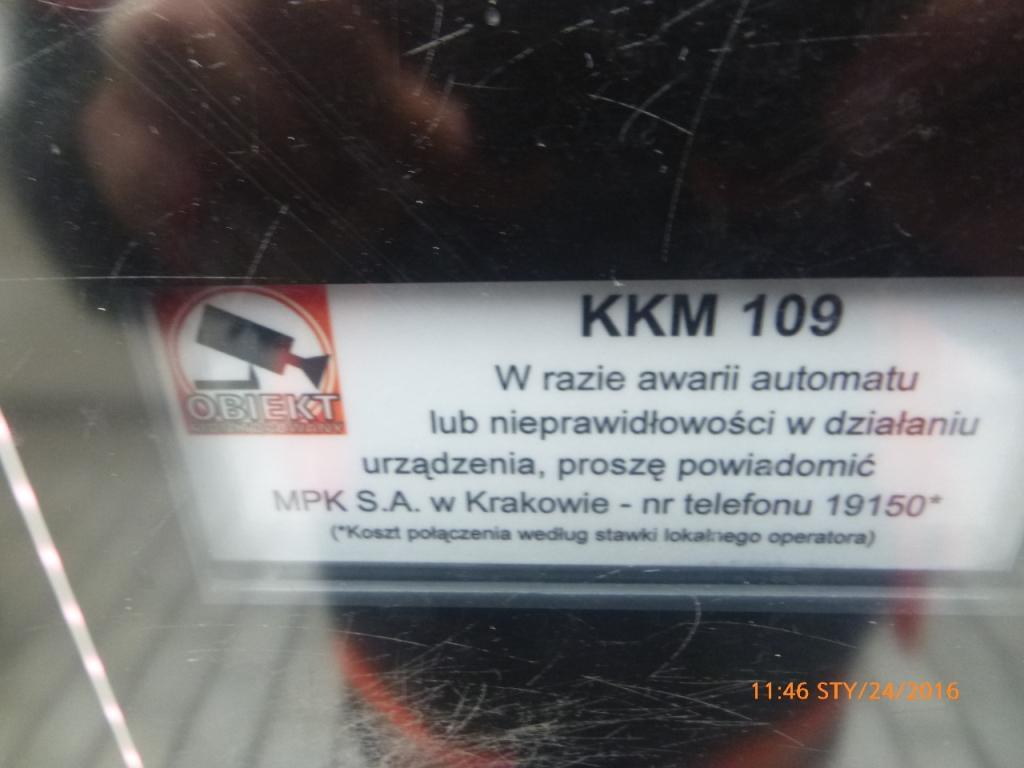 KKM 109
OBIEKT
W razie awarii automatu
lub nieprawidłowości w działaniu
urządzenia, proszę powiadomić
MPK S.A. w Krakowie - nr telefonu 19150*
(*Koszt połączenia według stawki lokalnego operatora)
11:46 STY/24/2016